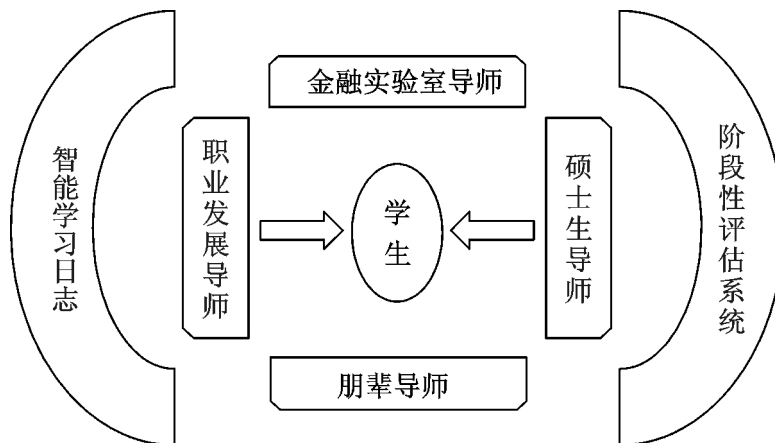 金融实验室导师
智能学习日志
职业发展导师
学生
硕士生导师
阶段性评估系统
朋辈导师